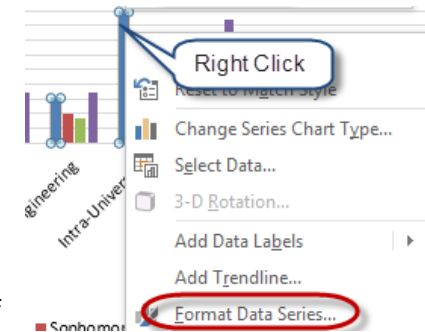 Right Click
Reset to Match Style
Change Series Chart Type...
Select Data...
3-D Rotation...
Add Data Labels
Add Trendline...
Format Data Series...
gineering
Intra-Univer
Sophomor